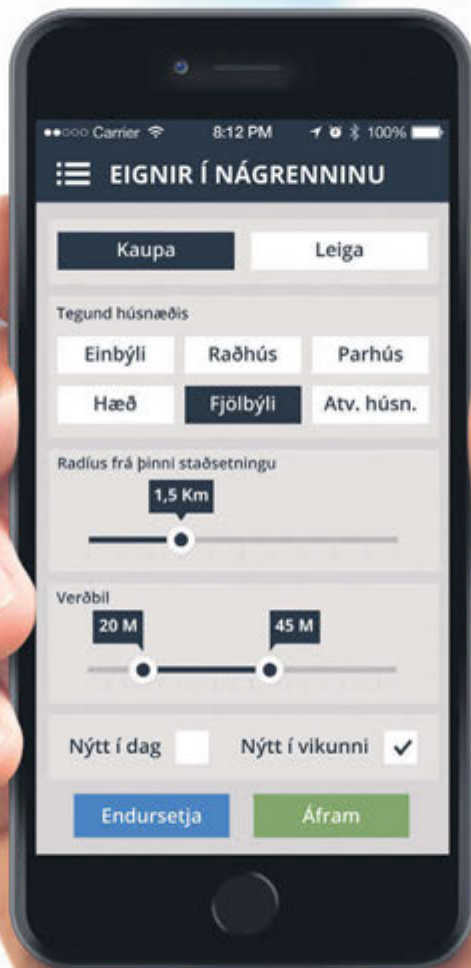 Carrier 8:12 PM 100%
EIGNIR Í NÁGRENNINU
Kaupa Leiga
Tegund húsnæðis
Einbýli Raðhús Parhús
Hæð Fjölbýli Atv. húsn.
Radíus frá þinni staðsetningu
1,5 Km
Verðbil
20 M 45 M
Nýtt í dag Nýtt í vikunni
Endursetja Áfram